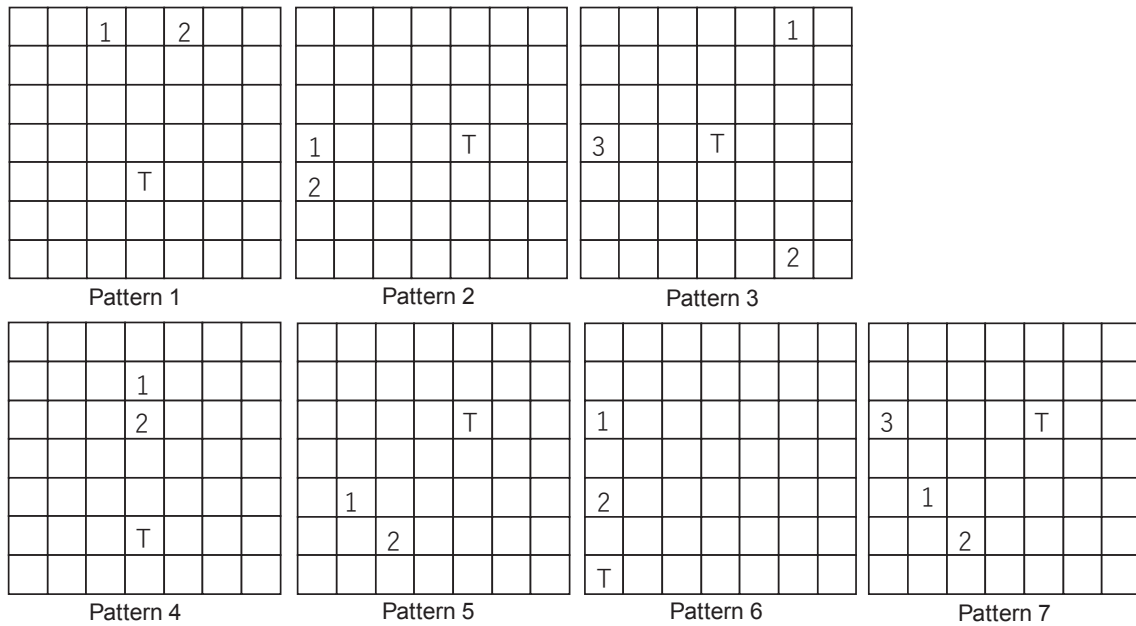 1 2 1
1 T 3 T
T 2
2
Pattern 1 Pattern 2 Pattern 3
1
2 T 1 3 T
1 2 1
T 2 2
T
Pattern 4 Pattern 5 Pattern 6 Pattern 7